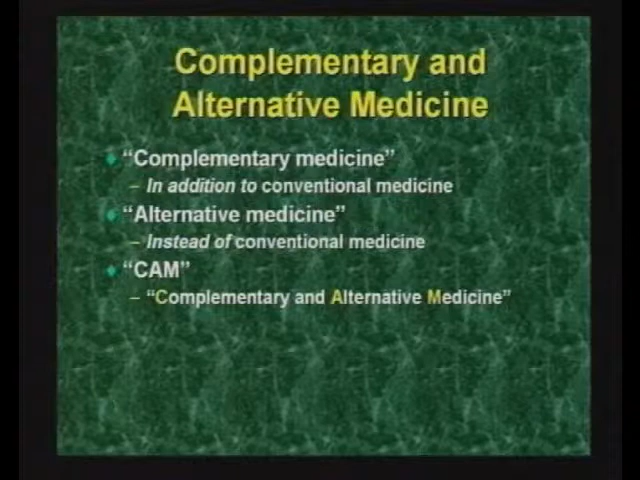 Complementary and
Alternative Medicine
“Complementary medicine”
– In addition to conventional medicine
“Alternative medicine”
– Instead of conventional medicine
“CAM”
– “Complementary and Alternative Medicine”